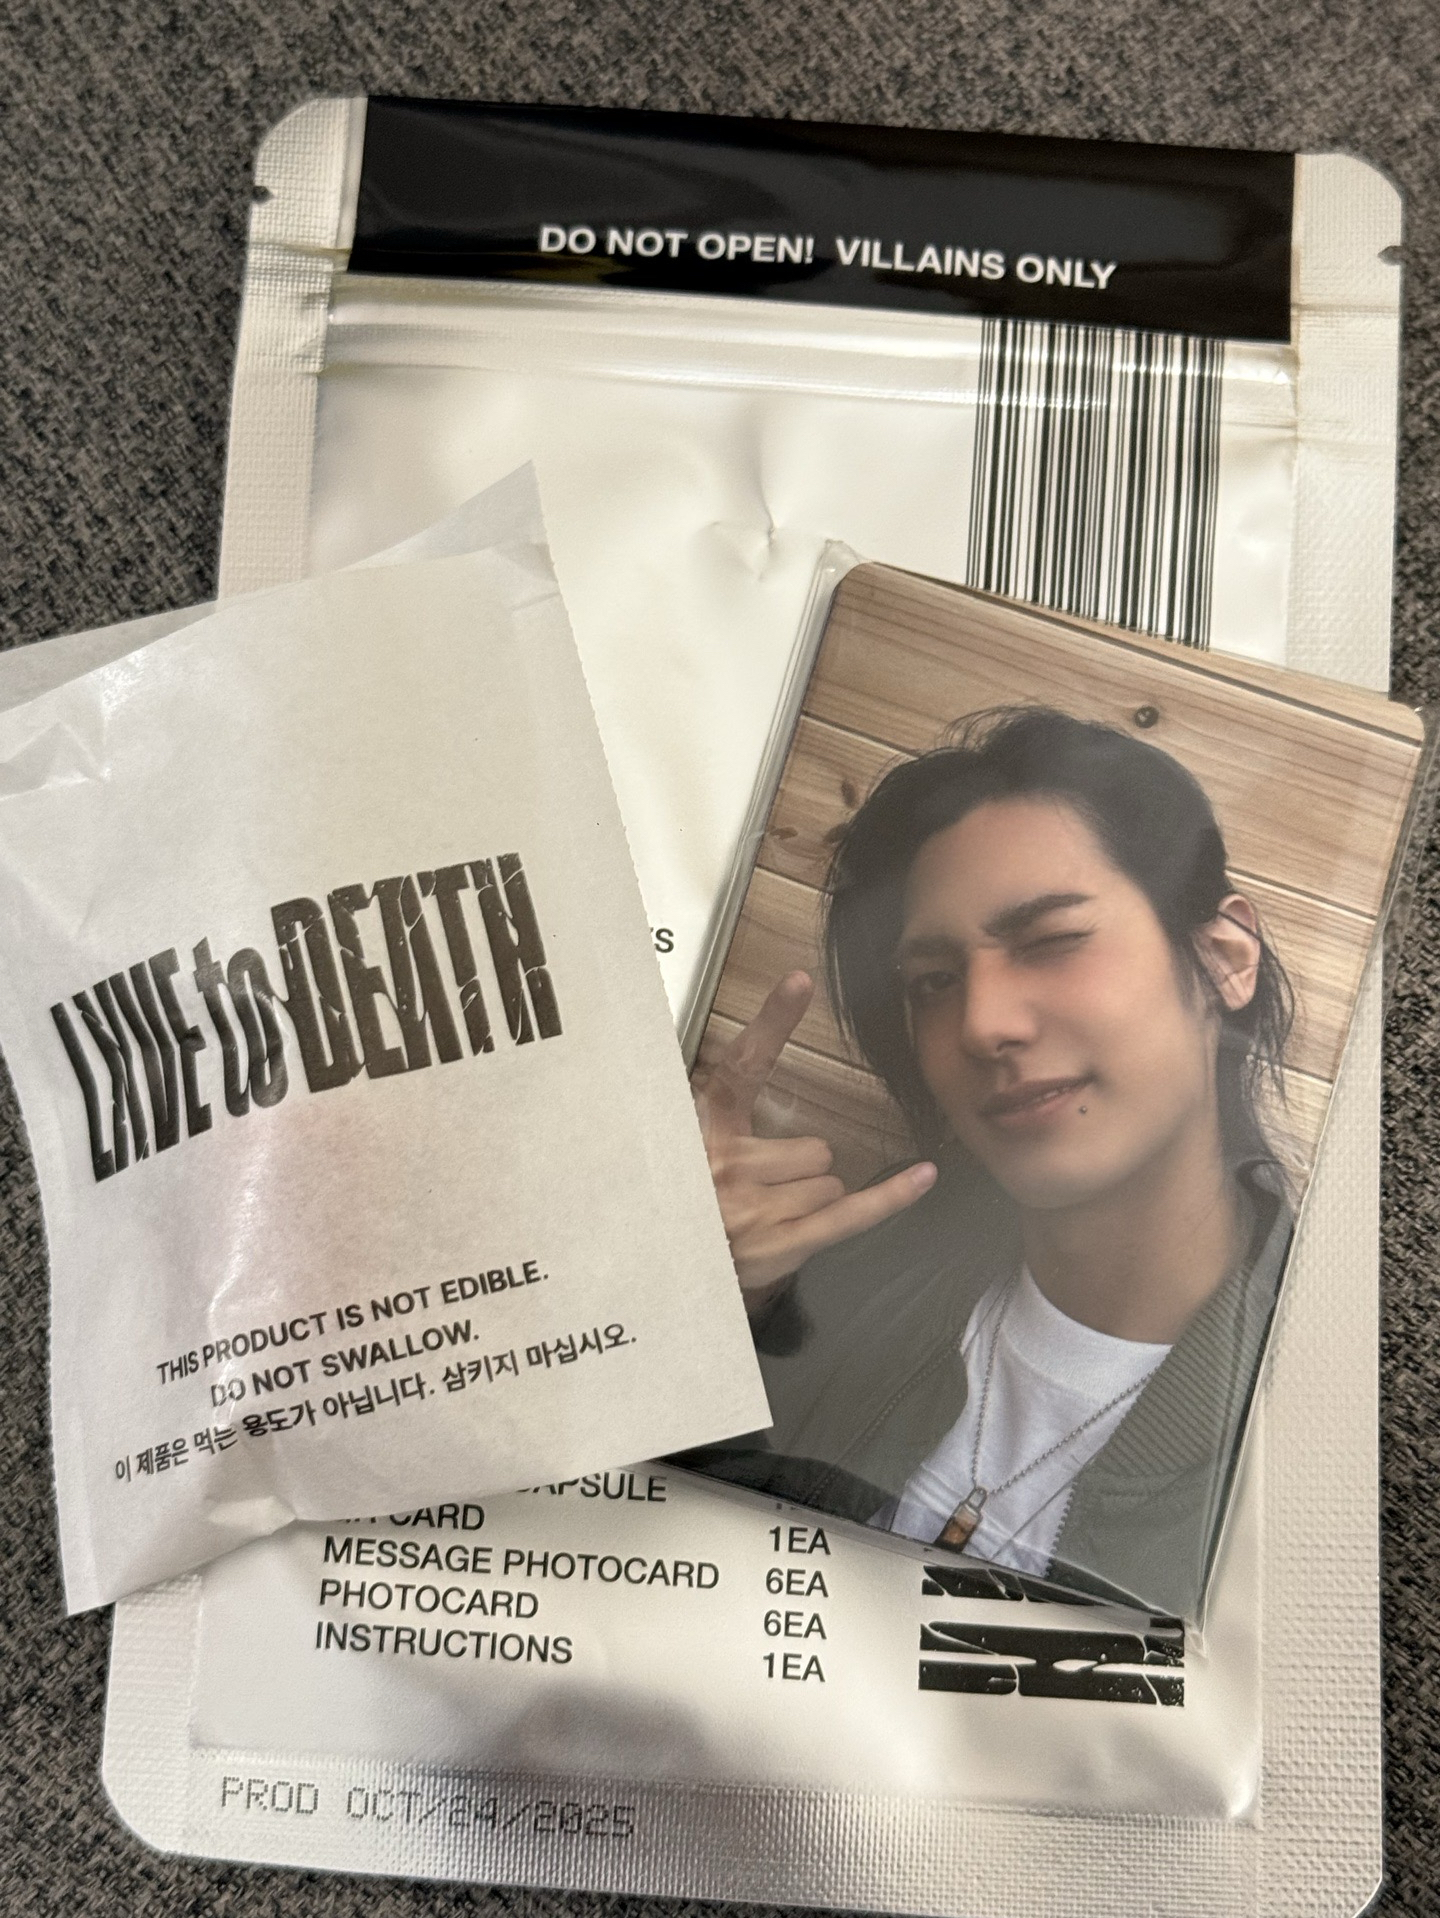 DO NOT OPEN! VILLAINS ONLY
LXVE to DEATH
THIS PRODUCT IS NOT EDIBLE.
DO NOT SWALLOW.
이 제품은 먹는 용도가 아닙니다. 삼키지 마십시오.
CARD 1EA
MESSAGE PHOTOCARD 6EA
PHOTOCARD 6EA
INSTRUCTIONS 1EA
PROD OCT/24/2025